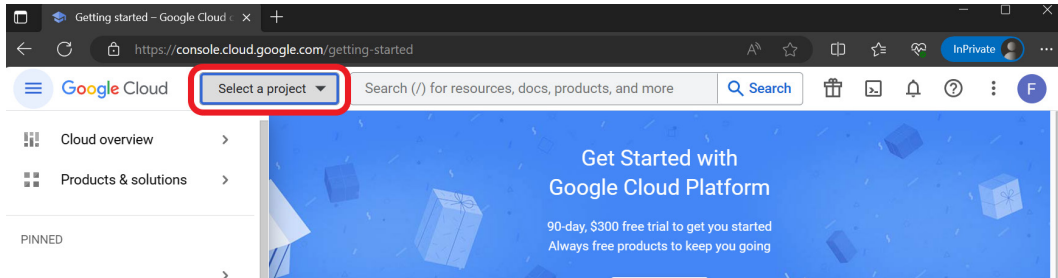 Getting started – Google Cloud
https://console.cloud.google.com/getting-started
InPrivate
Google Cloud
Select a project
Search (/) for resources, docs, products, and more
Search
F
Cloud overview
Products & solutions
PINNED
Get Started with
Google Cloud Platform
90-day, $300 free trial to get you started
Always free products to keep you going